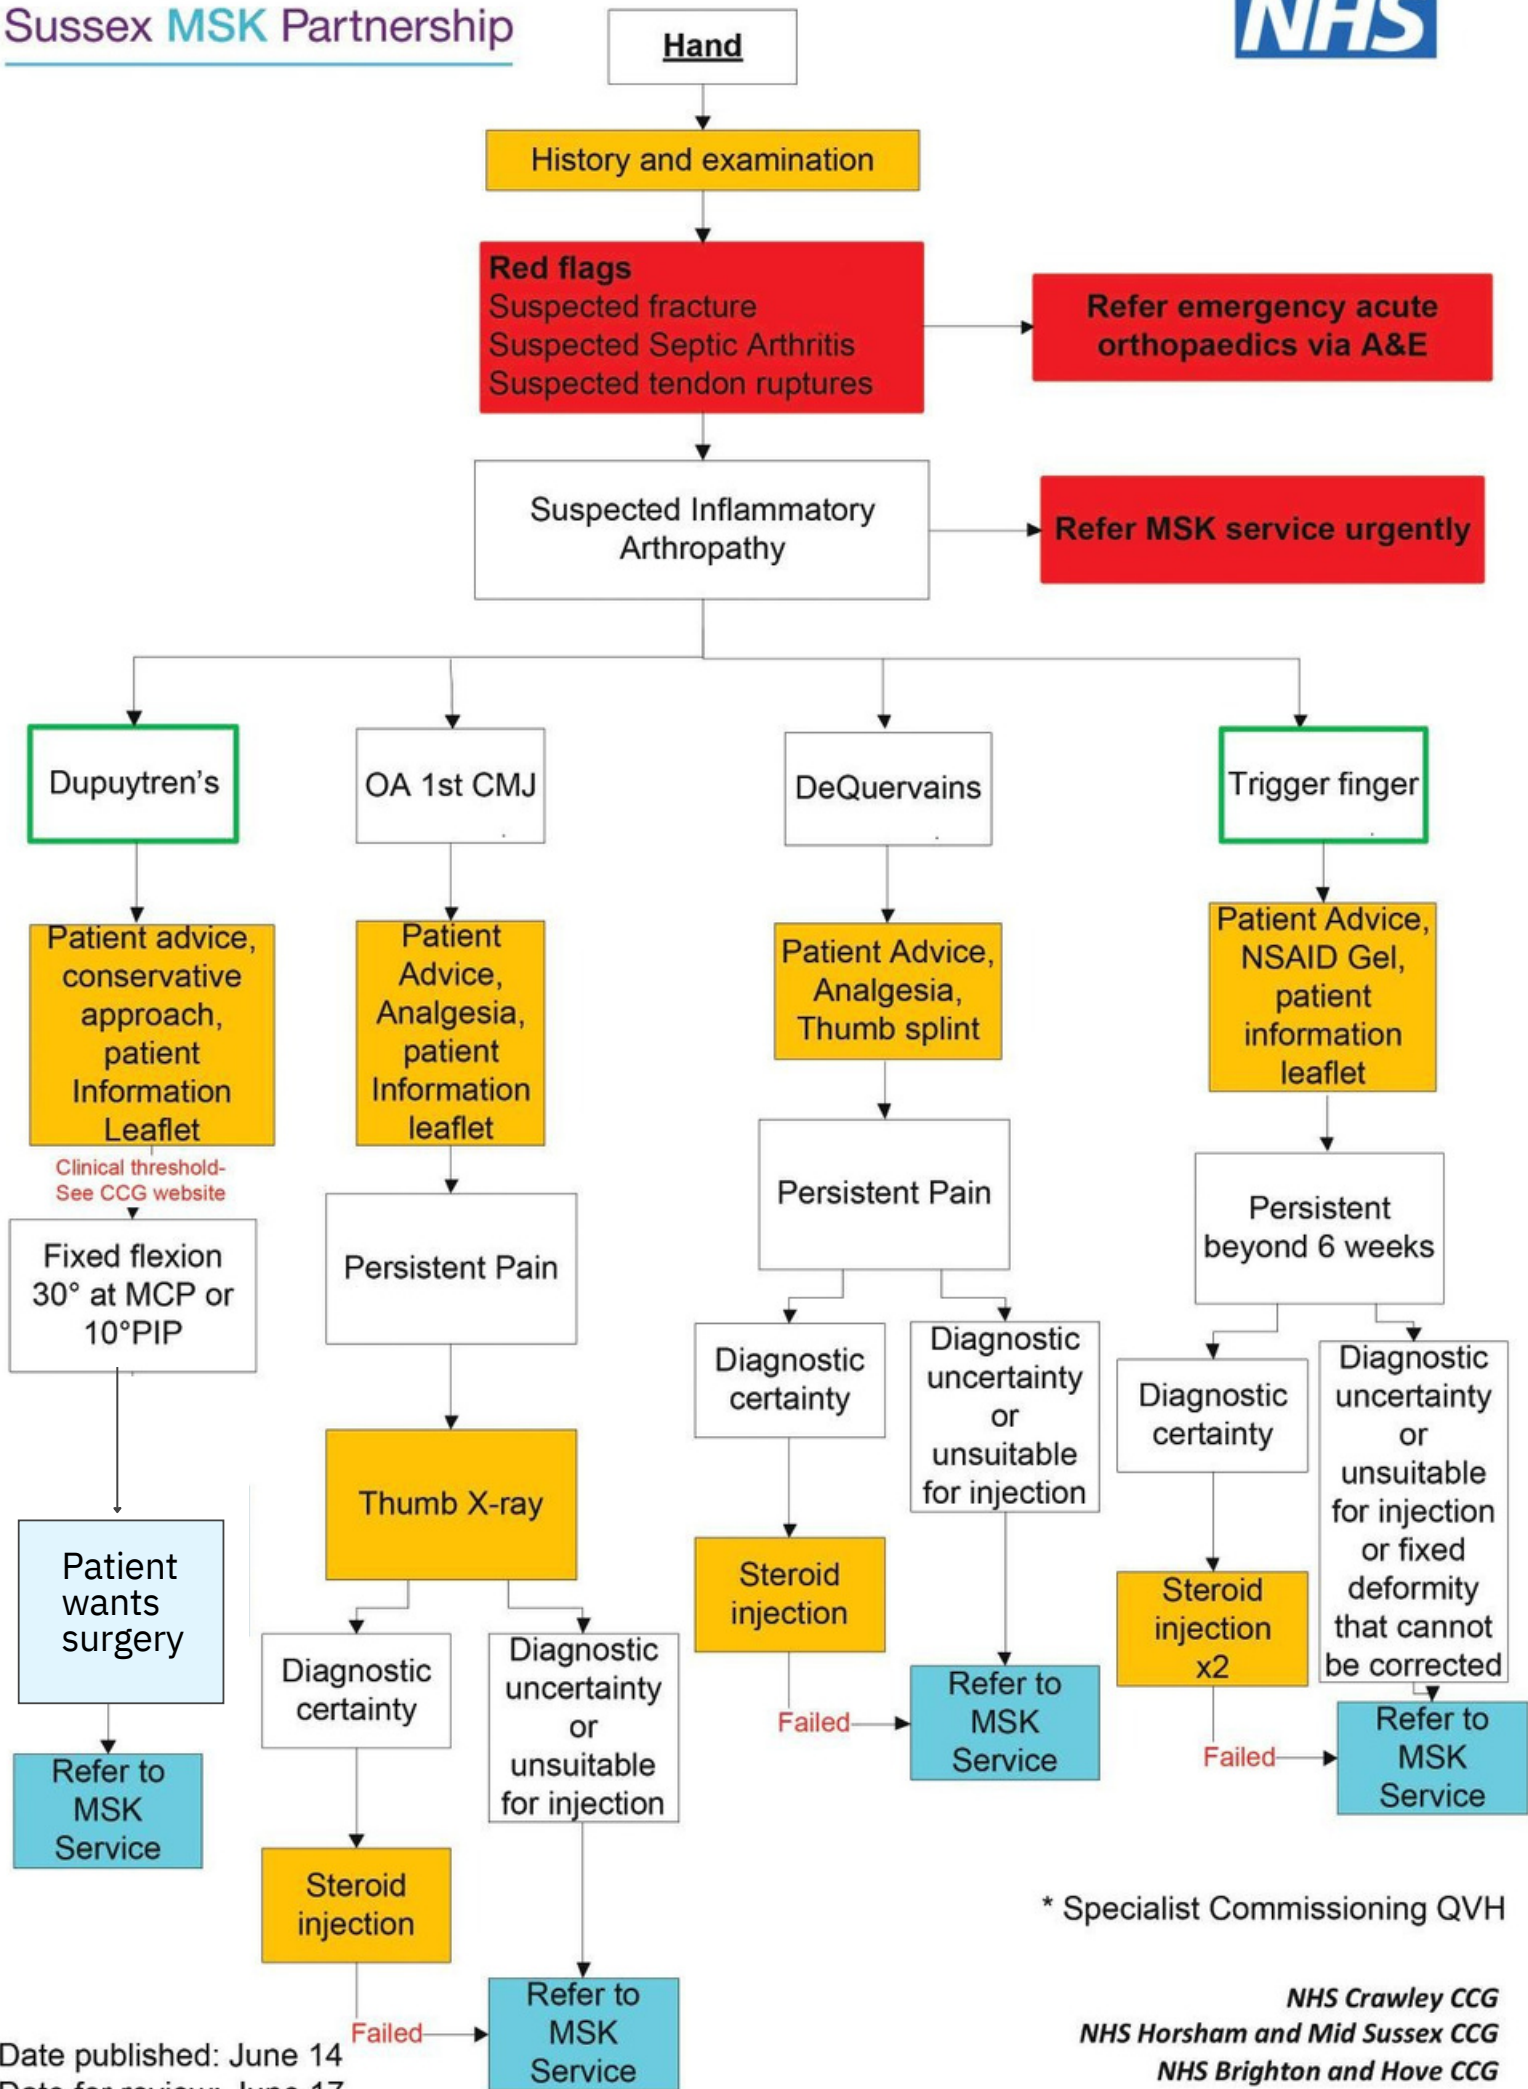 Sussex MSK Partnership
NHS
Hand
History and examination
Red flags
Suspected fracture
Suspected Septic Arthritis
Suspected tendon ruptures
Refer emergency acute
orthopaedics via A&E
Suspected Inflammatory
Arthropathy
Refer MSK service urgently
Dupuytren's
Patient advice,
conservative
approach,
patient
Information
Leaflet
Clinical threshold-
See CCG website
Fixed flexion
30° at MCP or
10°PIP
Patient
wants
surgery
Refer to
MSK
Service
OA 1st CMJ
Patient
Advice,
Analgesia,
patient
Information
leaflet
Persistent Pain
Thumb X-ray
Diagnostic
certainty
Steroid
injection
Failed
Diagnostic
uncertainty
or
unsuitable
for injection
Refer to
MSK
Service
DeQuervains
Patient Advice,
Analgesia,
Thumb splint
Persistent Pain
Diagnostic
certainty
Steroid
injection
Failed
Diagnostic
uncertainty
or
unsuitable
for injection
Refer to
MSK
Service
Trigger finger
Patient Advice,
NSAID Gel,
patient
information
leaflet
Persistent
beyond 6 weeks
Diagnostic
certainty
Steroid
injection
x2
Failed
Diagnostic
uncertainty
or
unsuitable
for injection
or fixed
deformity
that cannot
be corrected
Refer to
MSK
Service
* Specialist Commissioning QVH
NHS Crawley CCG
NHS Horsham and Mid Sussex CCG
NHS Brighton and Hove CCG
Date published: June 14
Date for review: June 17